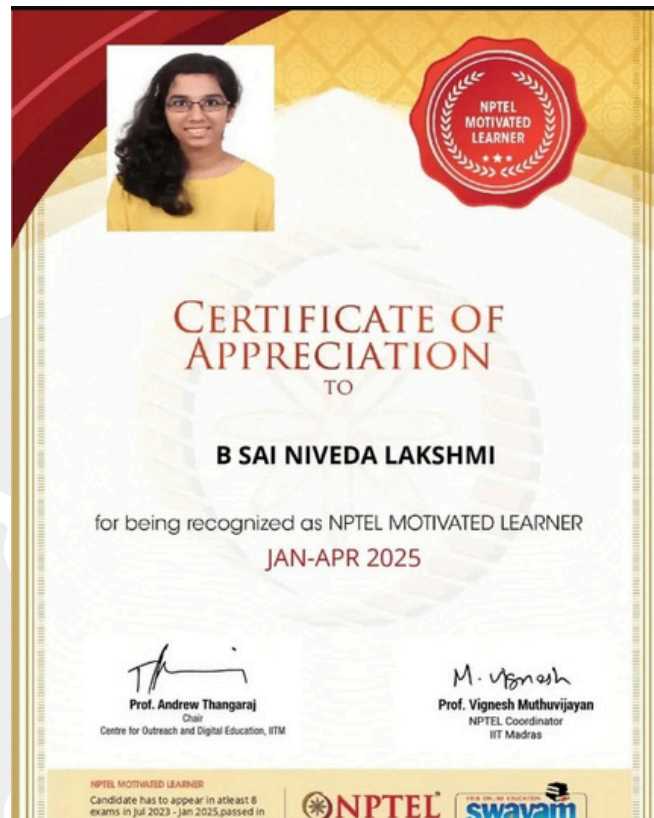 NPTEL
MOTIVATED
LEARNER
CERTIFICATE OF
APPRECIATION
TO
B SAI NIVEDA LAKSHMI
for being recognized as NPTEL MOTIVATED LEARNER
JAN-APR 2025
M. Vignesh
Prof. Andrew Thangaraj
Chair
Centre for Outreach and Digital Education, IITM
Prof. Vignesh Muthuvijayan
NPTEL Coordinator
IIT Madras
NPTEL MOTIVATED LEARNER
Candidate has to appear in atleast 8
exams in Jul 2023 - Jan 2025,passed in
NPTEL
FREE ONLINE EDUCATION
swayam